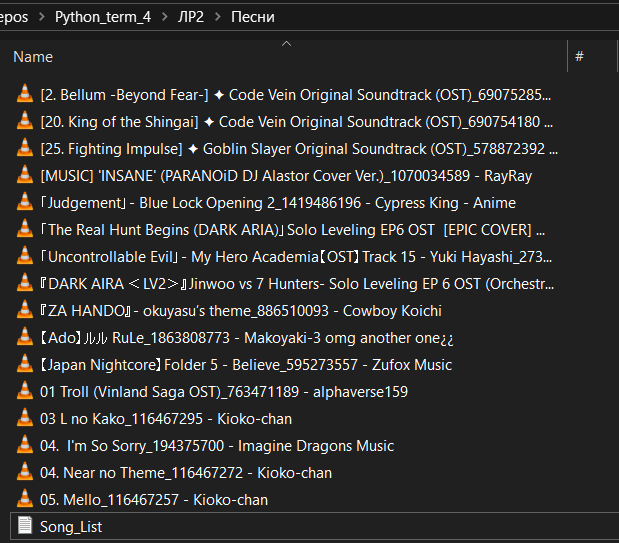 epos > Python_term_4 > ЛР2 > Песни
Name #
[2. Bellum -Beyond Fear-] ✦ Code Vein Original Soundtrack (OST)_69075285...
[20. King of the Shingai] ✦ Code Vein Original Soundtrack (OST)_690754180 ...
[25. Fighting Impulse] ✦ Goblin Slayer Original Soundtrack (OST)_578872392 ...
[MUSIC] 'INSANE' (PARANOiD DJ Alastor Cover Ver.)_1070034589 - RayRay
「Judgement」- Blue Lock Opening 2_1419486196 - Cypress King - Anime
「The Real Hunt Begins (DARK ARIA)」Solo Leveling EP6 OST [EPIC COVER] ...
「Uncontrollable Evil」- My Hero Academia【OST】Track 15 - Yuki Hayashi_273...
『DARK AIRA ＜LV2＞』Jinwoo vs 7 Hunters- Solo Leveling EP 6 OST (Orchestr...
『ZA HANDO』- okuyasu's theme_886510093 - Cowboy Koichi
【Ado】ルル RuLe_1863808773 - Makoyaki-3 omg another one¿¿
【Japan Nightcore】Folder 5 - Believe_595273557 - Zufox Music
01 Troll (Vinland Saga OST)_763471189 - alphaverse159
03 L no Kako_116467295 - Kioko-chan
04.  I'm So Sorry_194375700 - Imagine Dragons Music
04. Near no Theme_116467272 - Kioko-chan
05. Mello_116467257 - Kioko-chan
Song_List